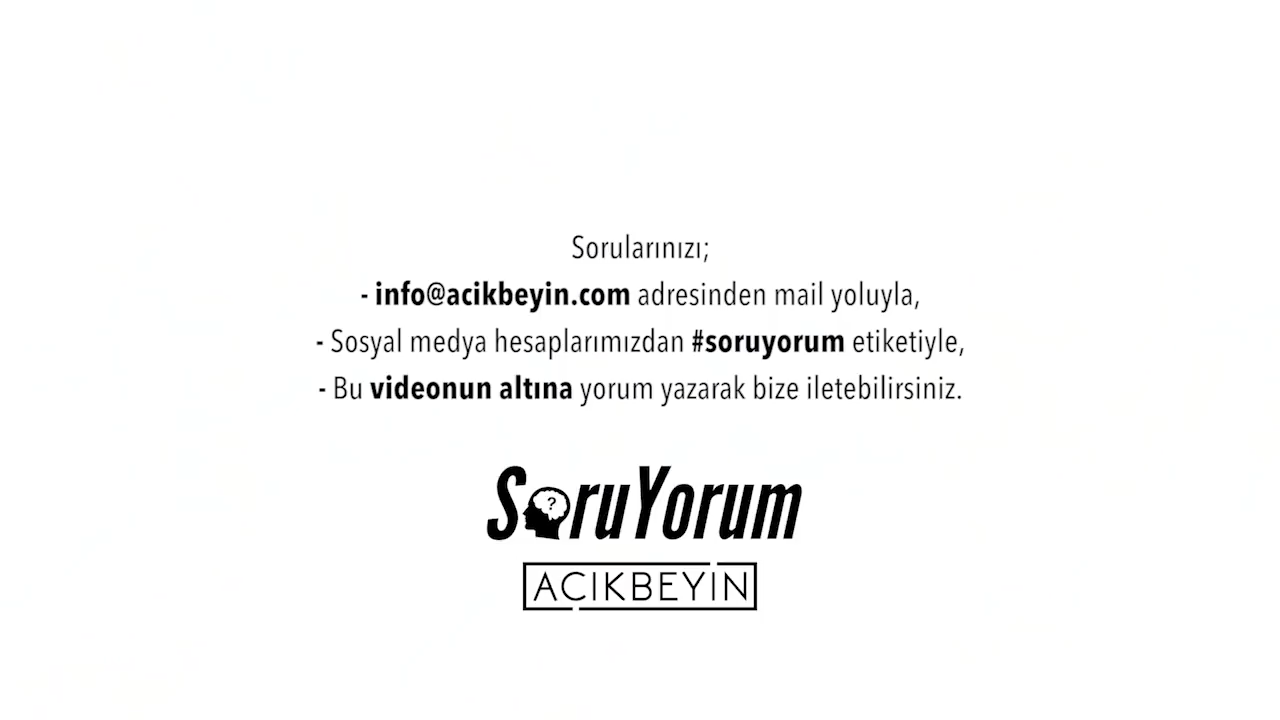 Sorularınızı;
- info@acikbeyin.com adresinden mail yoluyla,
- Sosyal medya hesaplarımızdan #soruyorum etiketiyle,
- Bu videonun altına yorum yazarak bize iletebilirsiniz.
SoruYorum
AÇIKBEYİN